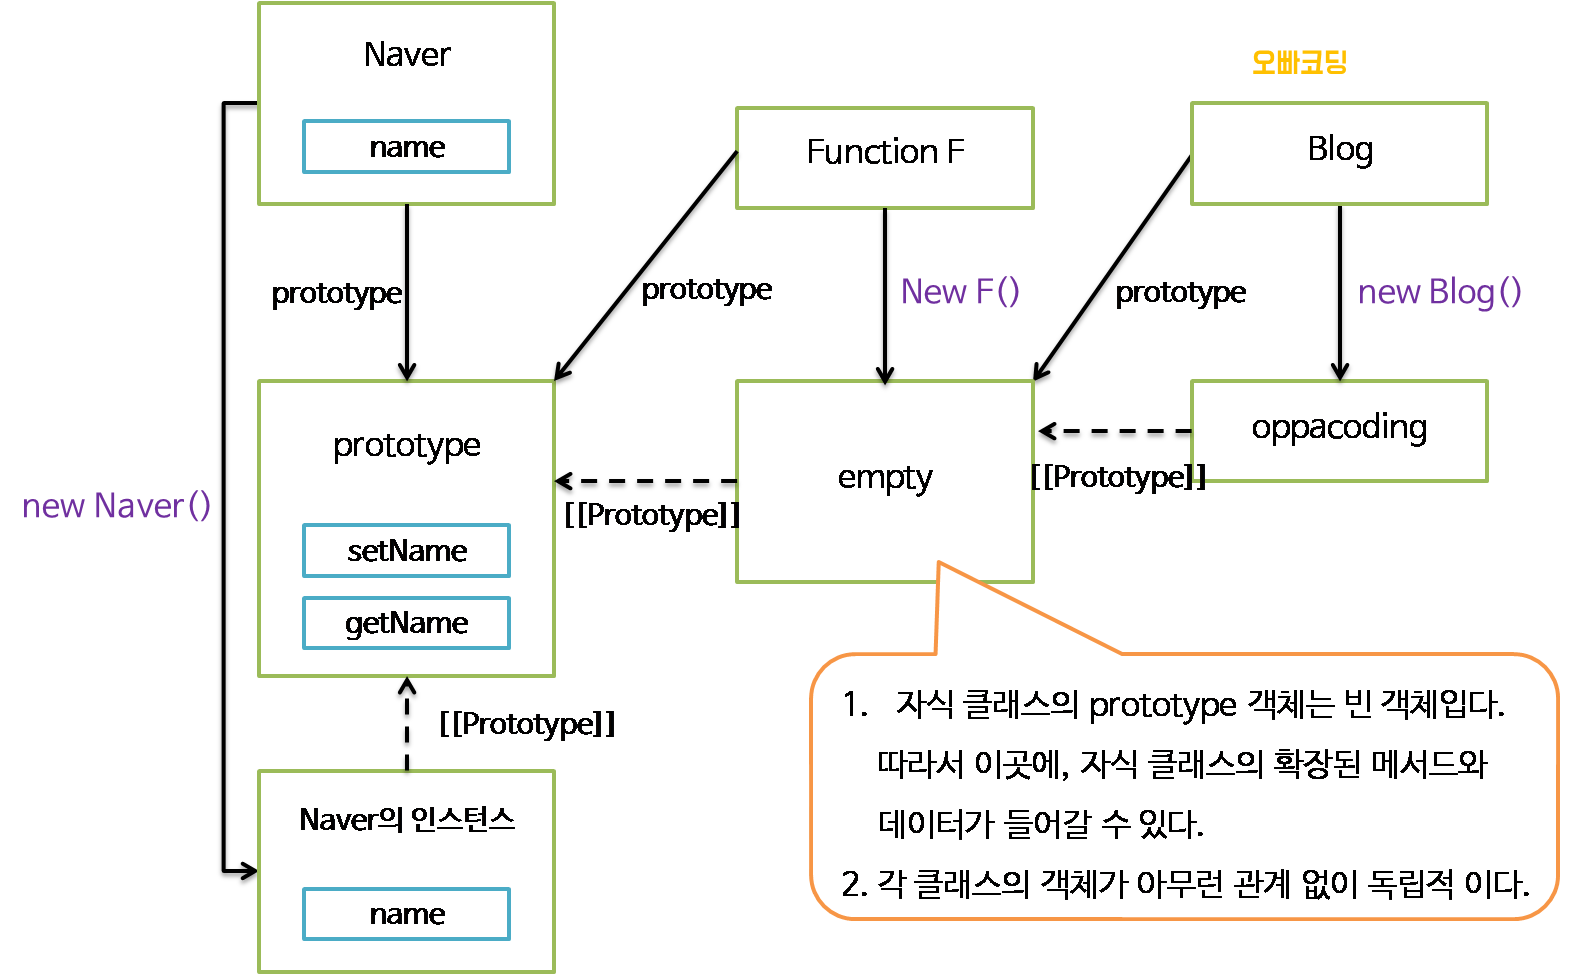 Naver
name
오빠코딩
Function F
Blog
prototype
prototype
New F()
prototype
new Blog()
prototype
setName
getName
new Naver()
[[Prototype]]
empty
[[Prototype]]
oppacoding
[[Prototype]]
Naver의 인스턴스
name
1. 자식 클래스의 prototype 객체는 빈 객체입다.
따라서 이곳에, 자식 클래스의 확장된 메서드와
데이터가 들어갈 수 있다.
2. 각 클래스의 객체가 아무런 관계 없이 독립적 이다.